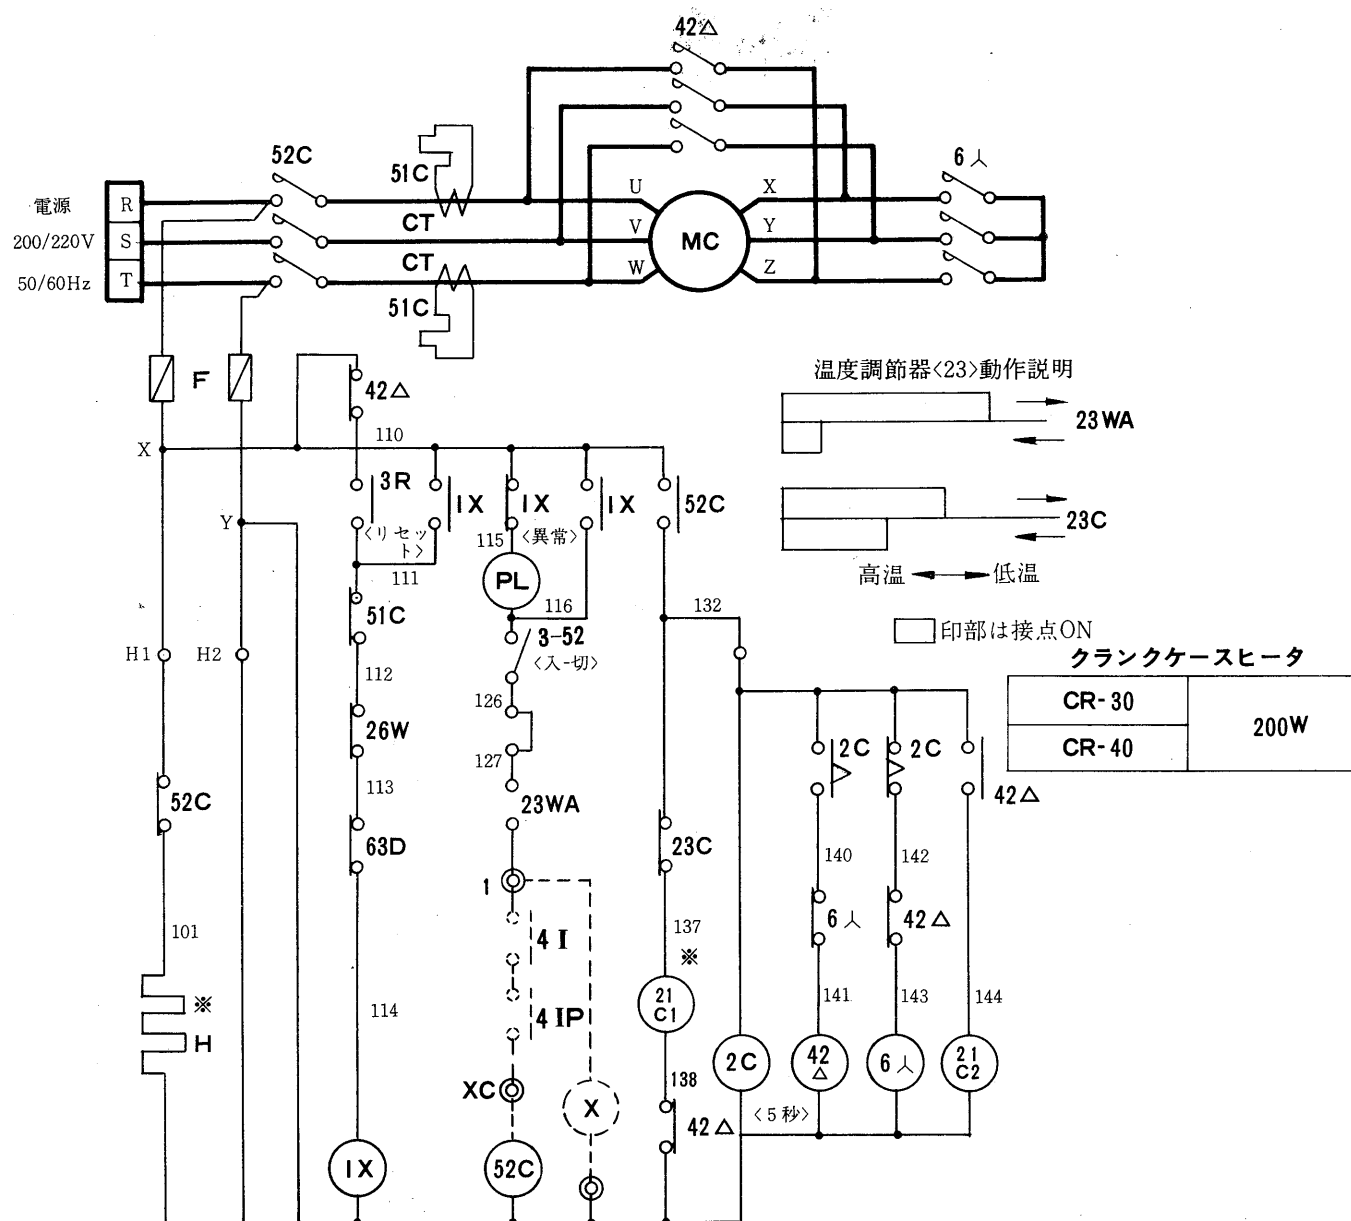 42△
52C
51C
6人
電源
R
U
X
CT
200/220V
S
V
MC
Y
CT
50/60Hz
T
W
Z
51C
F
42△
温度調節器〈23〉動作説明
23WA
110
X
3R
1X
1X
1X
52C
23C
Y
〈リセッ
ト〉
115
〈異常〉
高温
低温
111
PL
51C
116
132
3-52
〈入-切〉
印部は接点ON
H1
H2
112
クランクケースヒータ
CR-30
200W
CR-40
126
26W
127
2C
2C
113
42△
52C
23WA
63D
23C
140
142
1
6人
42△
101
4I
137
※
※
114
4IP
21
C1
141
143
144
H
2C
42
△
6人
21
C2
XC
138
X
〈5秒〉
42△
1X
52C